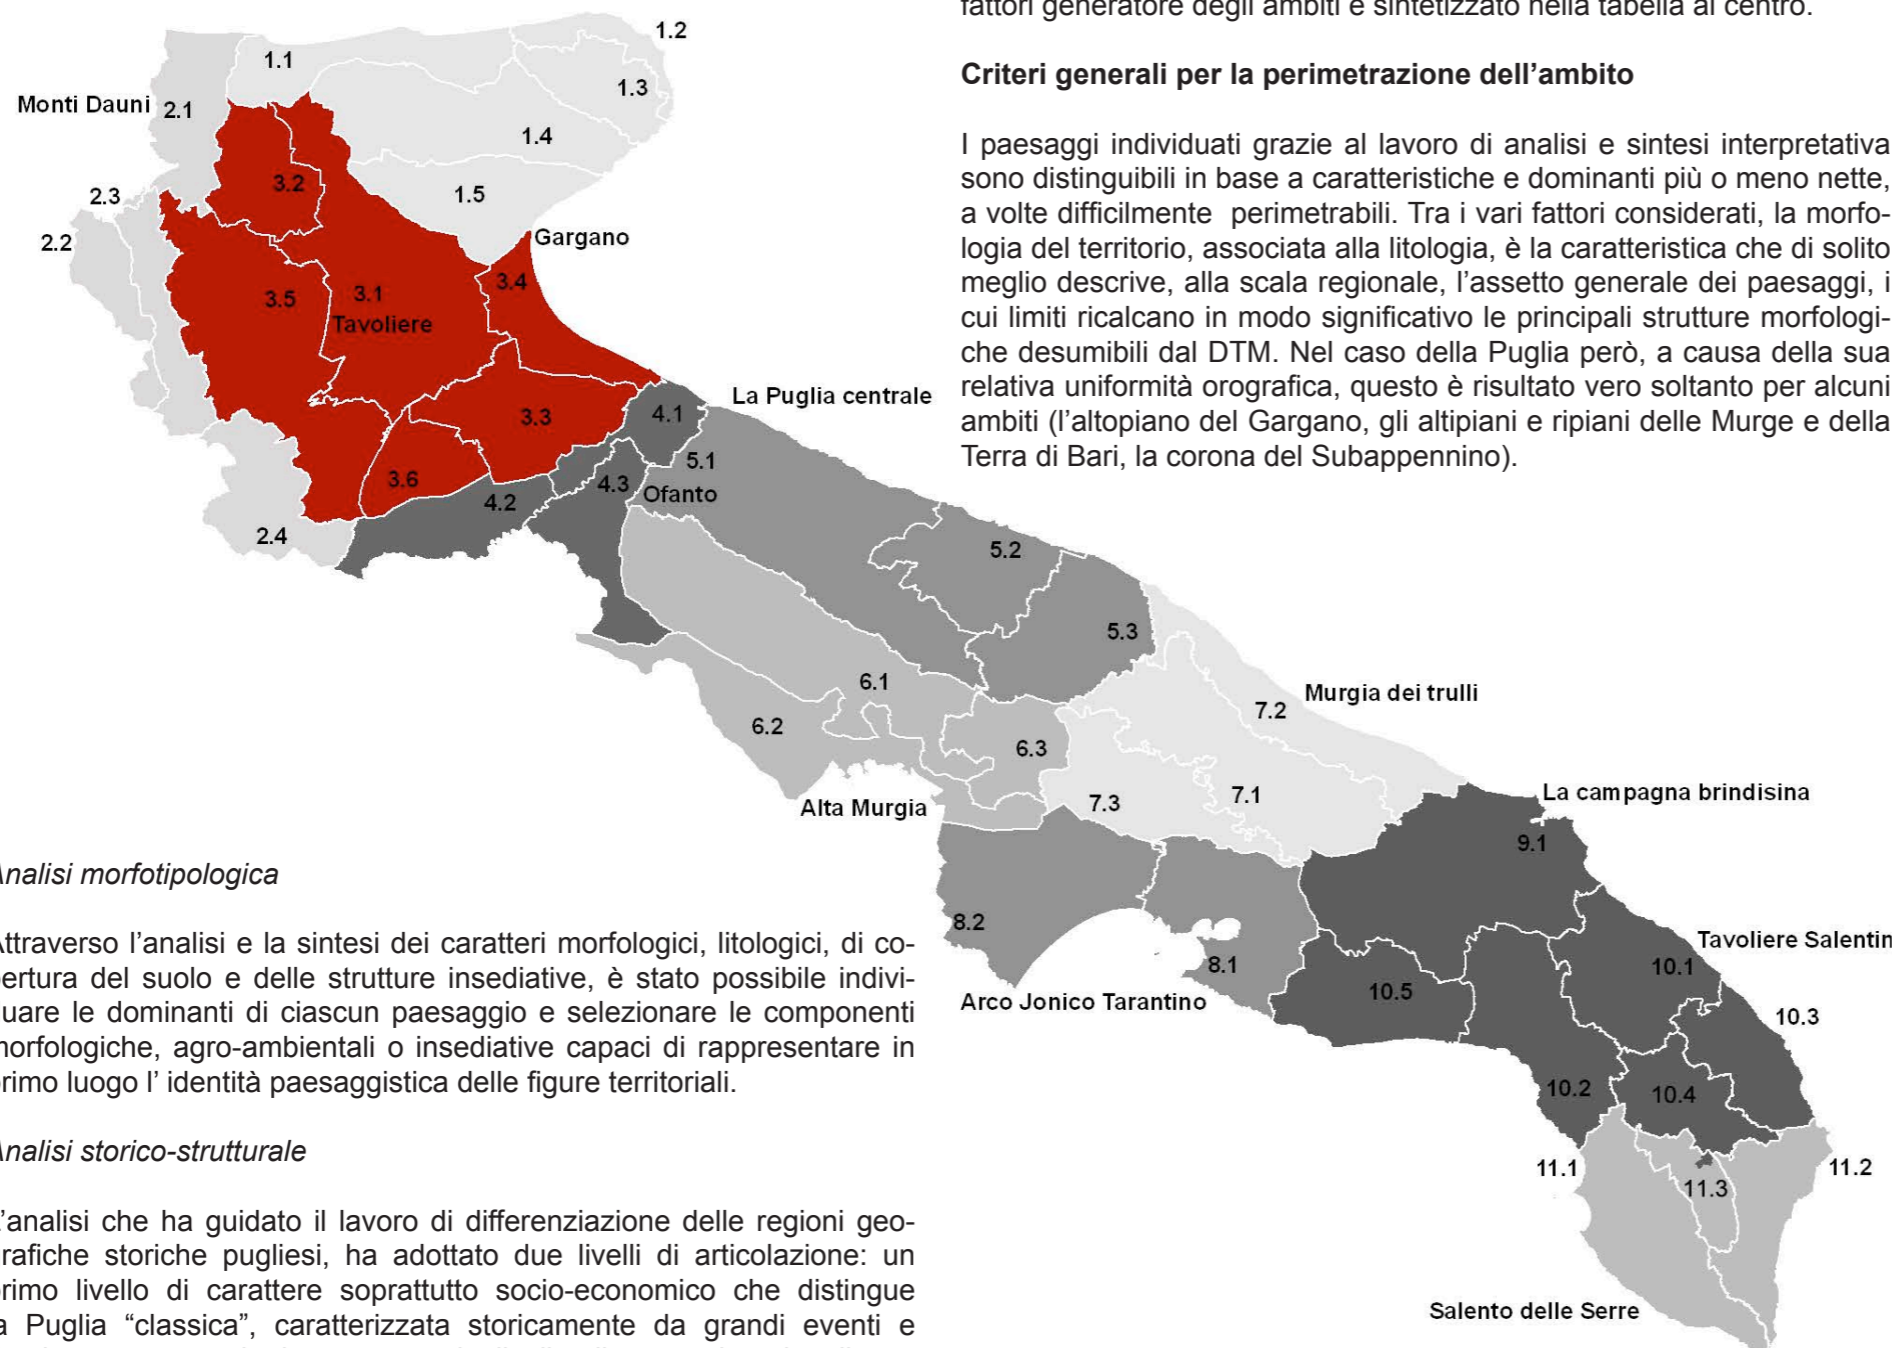 fattori generatore degli ambiti è sintetizzato nella tabella al centro.
Criteri generali per la perimetrazione dell'ambito
I paesaggi individuati grazie al lavoro di analisi e sintesi interpretativa
sono distinguibili in base a caratteristiche e dominanti più o meno nette,
a volte difficilmente perimetrabili. Tra i vari fattori considerati, la morfo-
logia del territorio, associata alla litologia, è la caratteristica che di solito
meglio descrive, alla scala regionale, l'assetto generale dei paesaggi, i
cui limiti ricalcano in modo significativo le principali strutture morfologi-
che desumibili dal DTM. Nel caso della Puglia però, a causa della sua
relativa uniformità orografica, questo è risultato vero soltanto per alcuni
ambiti (l'altopiano del Gargano, gli altipiani e ripiani delle Murge e della
Terra di Bari, la corona del Subappennino).
1.2
1.1
1.3
Monti Dauni
2.1
1.4
3.2
2.3
1.5
2.2
Gargano
3.4
3.5
3.1
Tavoliere
La Puglia centrale
3.3
4.1
5.1
3.6
4.3
Ofanto
4.2
2.4
5.2
5.3
6.1
Murgia dei trulli
7.2
6.2
6.3
7.1
7.3
La campagna brindisina
Alta Murgia
9.1
8.2
Tavoliere Salentin
8.1
10.1
10.5
Arco Jonico Tarantino
10.3
10.2
10.4
11.1
11.2
11.3
Salento delle Serre
Analisi morfotipologica
Attraverso l'analisi e la sintesi dei caratteri morfologici, litologici, di co-
pertura del suolo e delle strutture insediative, è stato possibile indivi-
duare le dominanti di ciascun paesaggio e selezionare le componenti
morfologiche, agro-ambientali o insediative capaci di rappresentare in
primo luogo l' identità paesaggistica delle figure territoriali.
Analisi storico-strutturale
L'analisi che ha guidato il lavoro di differenziazione delle regioni geo-
grafiche storiche pugliesi, ha adottato due livelli di articolazione: un
primo livello di carattere soprattutto socio-economico che distingue
la Puglia "classica", caratterizzata storicamente da grandi eventi e